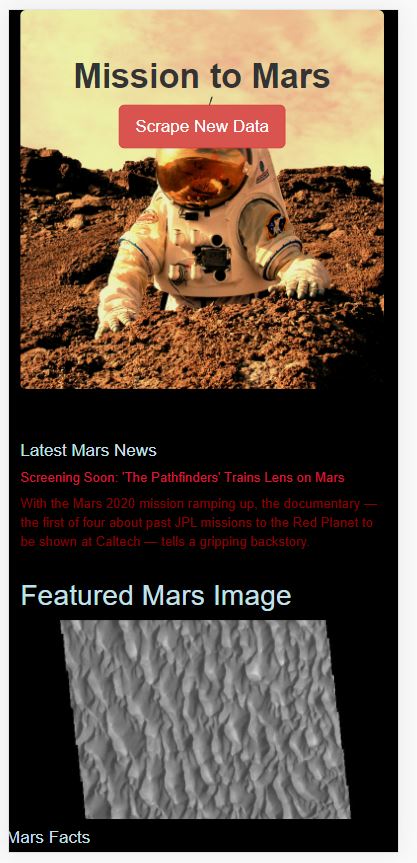 Mission to Mars
Scrape New Data
Latest Mars News
Screening Soon: 'The Pathfinders' Trains Lens on Mars
With the Mars 2020 mission ramping up, the documentary —
the first of four about past JPL missions to the Red Planet to
be shown at Caltech — tells a gripping backstory.
Featured Mars Image
Mars Facts